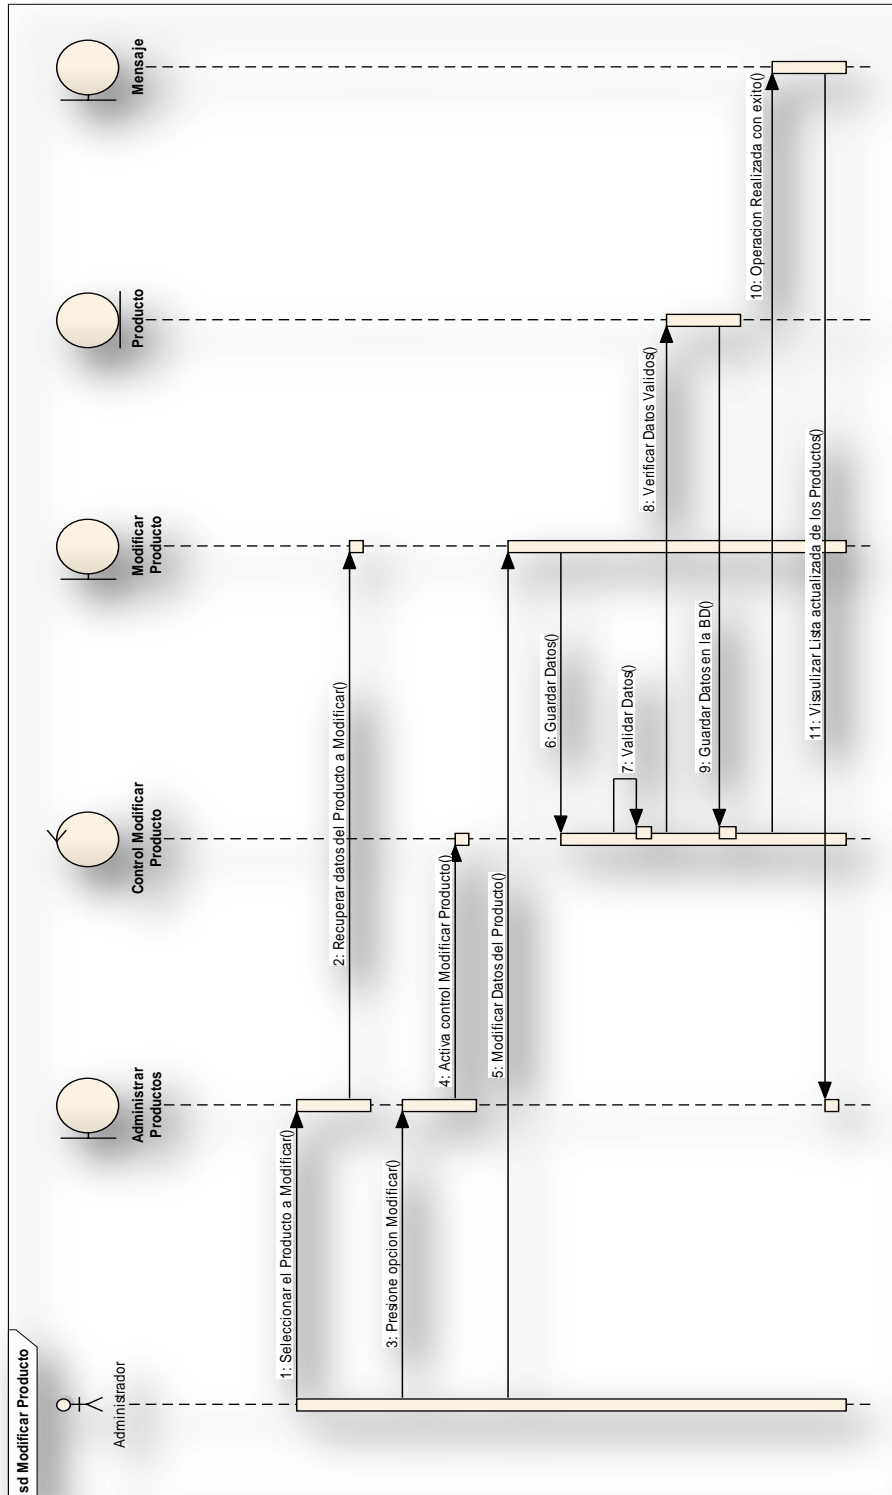 sd Modificar Producto
Administrador
Administrar
Productos
Control Modificar
Producto
Modificar
Producto
Producto
Mensaje
1: Seleccionar el Producto a Modificar()
2: Recuperar datos del Producto a Modificar()
3: Presione opcion Modificar()
4: Activa control Modificar Producto()
5: Modificar Datos del Producto()
6: Guardar Datos()
7: Validar Datos()
8: Verificar Datos Validos()
9: Guardar Datos en la BD()
10: Operacion Realizada con exito()
11: Visaulizar Lista actualizada de los Productos()